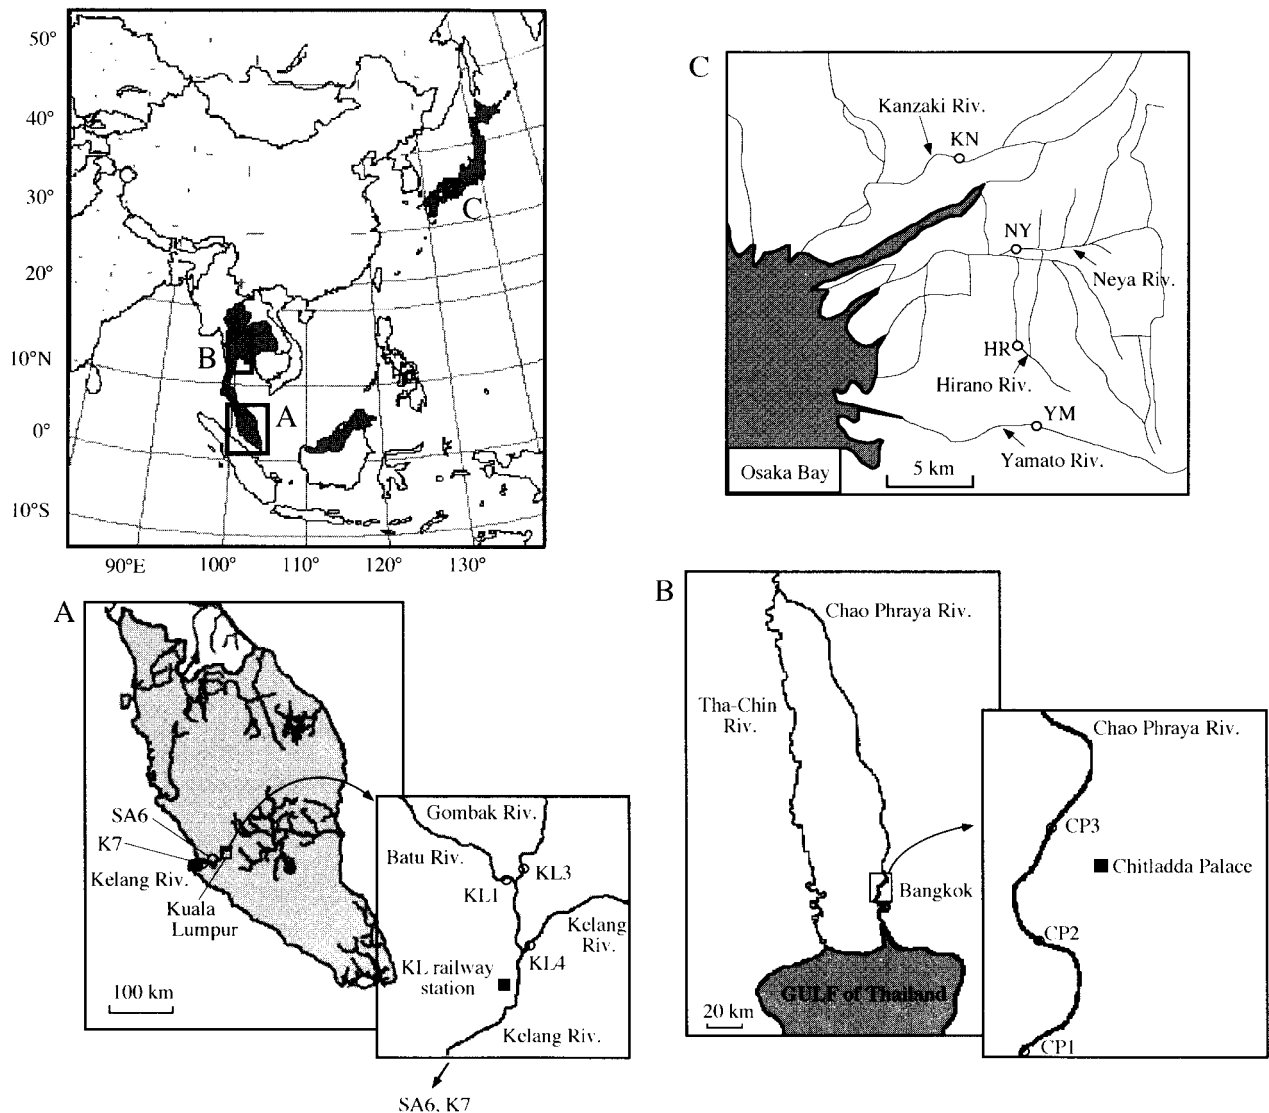 50°
40°
30°
20°
10°N
0°
10°S
90°E
100°
110°
120°
130°
A
B
C
C
Kanzaki Riv.
KN
NY
Neya Riv.
HR
Hirano Riv.
YM
Yamato Riv.
Osaka Bay
5 km
A
SA6
K7
Kelang Riv.
Kuala
Lumpur
100 km
Gombak Riv.
Batu Riv.
KL3
KL1
Kelang
Riv.
KL4
KL railway
station
Kelang Riv.
SA6, K7
B
Chao Phraya Riv.
Tha-Chin
Riv.
Bangkok
GULF of Thailand
20 km
Chao Phraya Riv.
CP3
Chitladda Palace
CP2
CP1